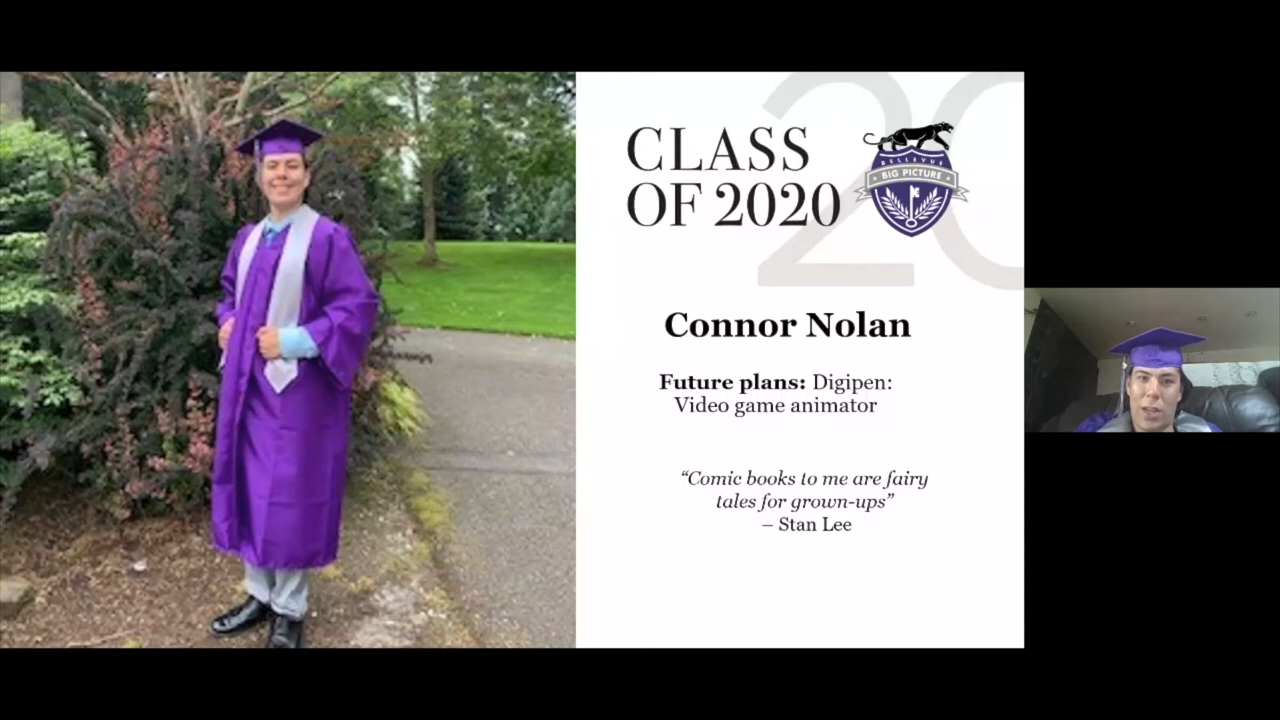 CLASS
OF 2020
20
BELLEVUE
BIG PICTURE
Connor Nolan
Future plans: Digipen:
Video game animator
“Comic books to me are fairy
tales for grown-ups”
– Stan Lee